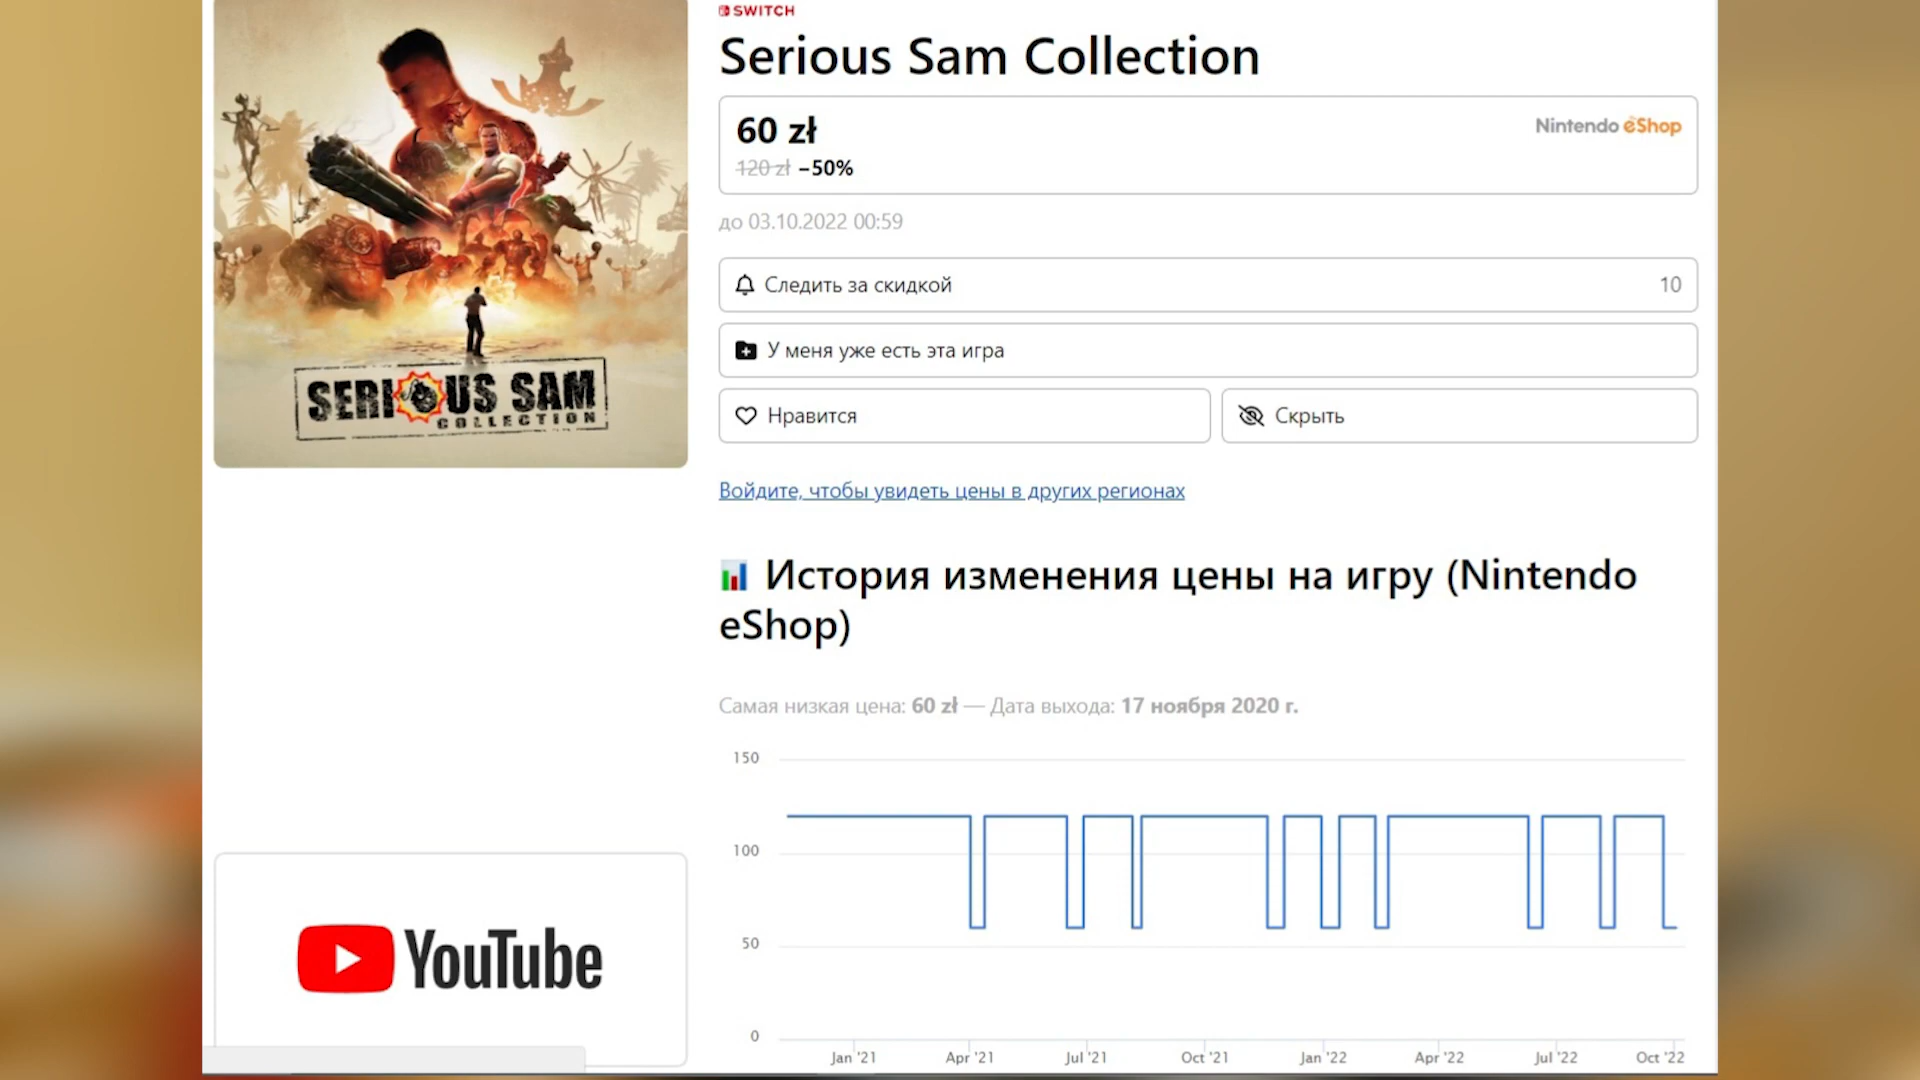 SWITCH
Serious Sam Collection
60 zł
Nintendo eShop
120 zł –50%
до 03.10.2022 00:59
Следить за скидкой 10
У меня уже есть эта игра
Нравится
Скрыть
SERIOUS SAM
COLLECTION
Войдите, чтобы увидеть цены в других регионах
История изменения цены на игру (Nintendo
eShop)
Самая низкая цена: 60 zł — Дата выхода: 17 ноября 2020 г.
150
100
50
0
Jan '21 Apr '21 Jul '21 Oct '21 Jan '22 Apr '22 Jul '22 Oct '22
YouTube